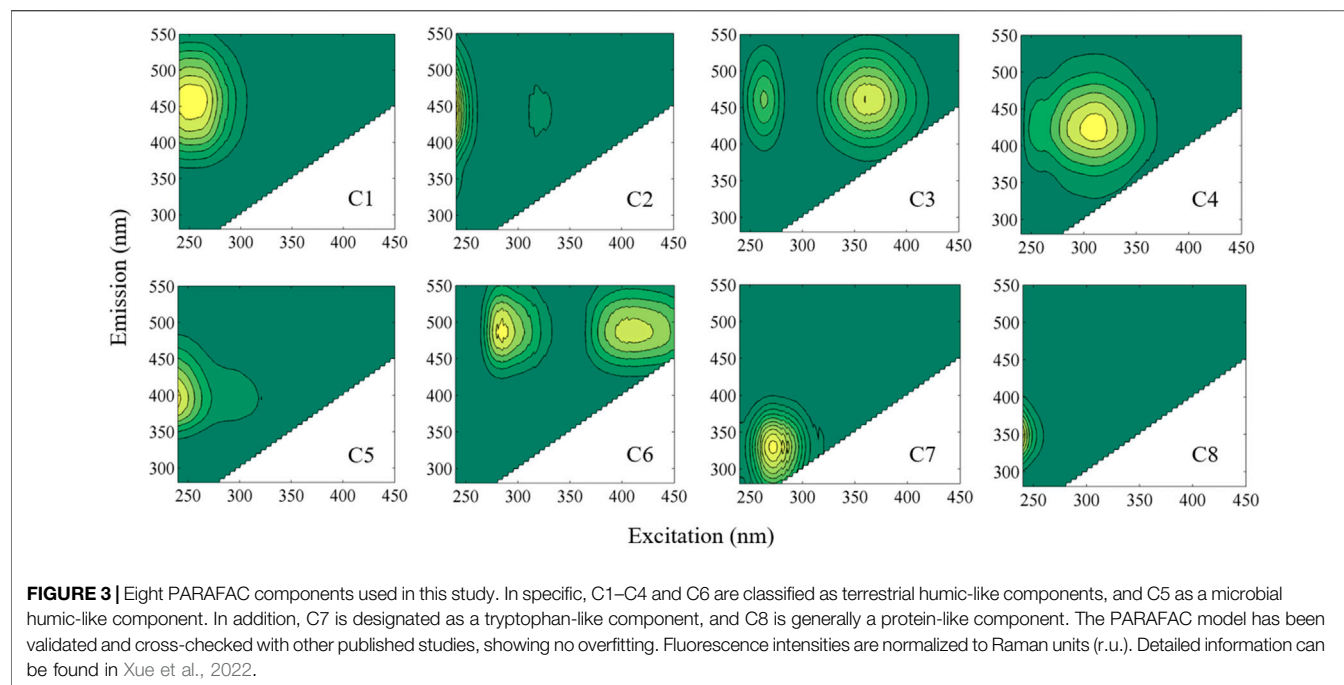 550
500
450
400
350
300
250 300 350 400 450
C1
550
500
450
400
350
300
250 300 350 400 450
C2
550
500
450
400
350
300
250 300 350 400 450
C3
550
500
450
400
350
300
250 300 350 400 450
C4
Emission (nm)
550
500
450
400
350
300
250 300 350 400 450
C5
550
500
450
400
350
300
250 300 350 400 450
C6
550
500
450
400
350
300
250 300 350 400 450
C7
550
500
450
400
350
300
250 300 350 400 450
C8
Excitation (nm)
FIGURE 3 | Eight PARAFAC components used in this study. In specific, C1–C4 and C6 are classified as terrestrial humic-like components, and C5 as a microbial
humic-like component. In addition, C7 is designated as a tryptophan-like component, and C8 is generally a protein-like component. The PARAFAC model has been
validated and cross-checked with other published studies, showing no overfitting. Fluorescence intensities are normalized to Raman units (r.u.). Detailed information can
be found in Xue et al., 2022.